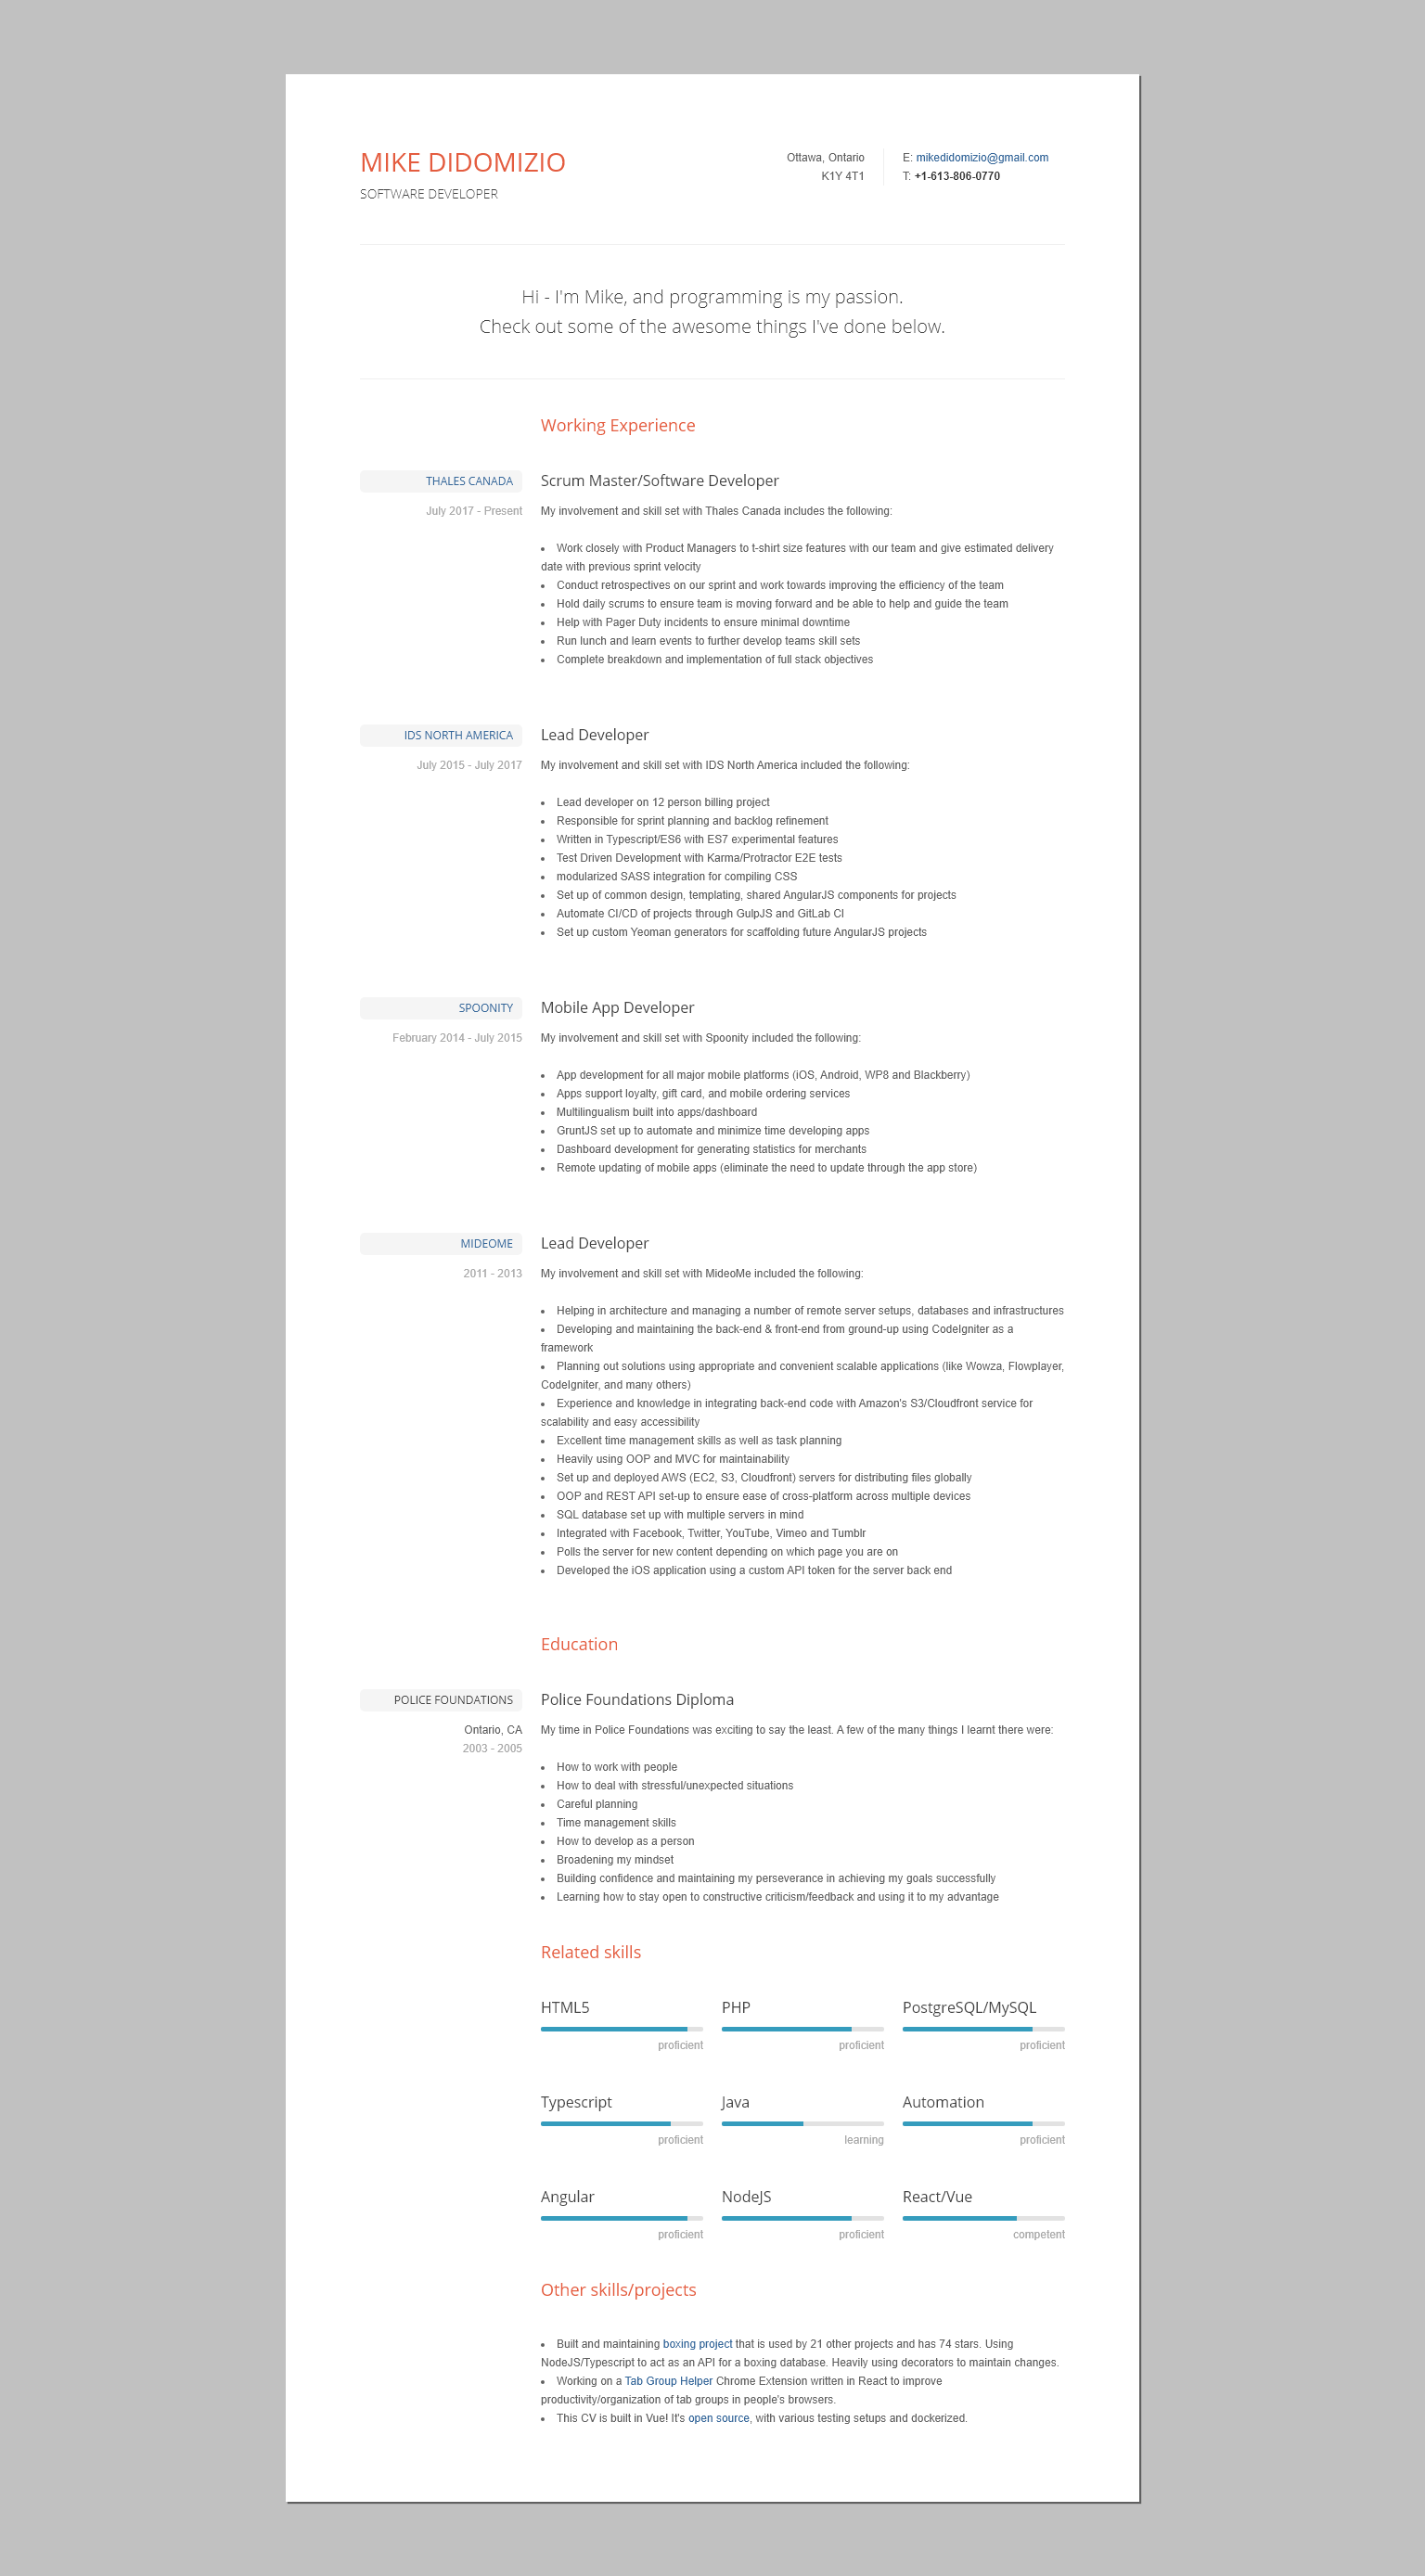 MIKE DIDOMIZIO
SOFTWARE DEVELOPER
Ottawa, Ontario
K1Y 4T1
E: mikedidomizio@gmail.com
T: +1-613-806-0770
Hi - I'm Mike, and programming is my passion.
Check out some of the awesome things I've done below.
Working Experience
THALES CANADA
July 2017 - Present
Scrum Master/Software Developer
My involvement and skill set with Thales Canada includes the following:
• Work closely with Product Managers to t-shirt size features with our team and give estimated delivery
date with previous sprint velocity
• Conduct retrospectives on our sprint and work towards improving the efficiency of the team
• Hold daily scrums to ensure team is moving forward and be able to help and guide the team
• Help with Pager Duty incidents to ensure minimal downtime
• Run lunch and learn events to further develop teams skill sets
• Complete breakdown and implementation of full stack objectives
IDS NORTH AMERICA
July 2015 - July 2017
Lead Developer
My involvement and skill set with IDS North America included the following:
• Lead developer on 12 person billing project
• Responsible for sprint planning and backlog refinement
• Written in Typescript/ES6 with ES7 experimental features
• Test Driven Development with Karma/Protractor E2E tests
• modularized SASS integration for compiling CSS
• Set up of common design, templating, shared AngularJS components for projects
• Automate CI/CD of projects through GulpJS and GitLab CI
• Set up custom Yeoman generators for scaffolding future AngularJS projects
SPOONITY
February 2014 - July 2015
Mobile App Developer
My involvement and skill set with Spoonity included the following:
• App development for all major mobile platforms (iOS, Android, WP8 and Blackberry)
• Apps support loyalty, gift card, and mobile ordering services
• Multilingualism built into apps/dashboard
• GruntJS set up to automate and minimize time developing apps
• Dashboard development for generating statistics for merchants
• Remote updating of mobile apps (eliminate the need to update through the app store)
MIDEOME
2011 - 2013
Lead Developer
My involvement and skill set with MideoMe included the following:
• Helping in architecture and managing a number of remote server setups, databases and infrastructures
• Developing and maintaining the back-end & front-end from ground-up using CodeIgniter as a
framework
• Planning out solutions using appropriate and convenient scalable applications (like Wowza, Flowplayer,
CodeIgniter, and many others)
• Experience and knowledge in integrating back-end code with Amazon's S3/Cloudfront service for
scalability and easy accessibility
• Excellent time management skills as well as task planning
• Heavily using OOP and MVC for maintainability
• Set up and deployed AWS (EC2, S3, Cloudfront) servers for distributing files globally
• OOP and REST API set-up to ensure ease of cross-platform across multiple devices
• SQL database set up with multiple servers in mind
• Integrated with Facebook, Twitter, YouTube, Vimeo and Tumblr
• Polls the server for new content depending on which page you are on
• Developed the iOS application using a custom API token for the server back end
Education
POLICE FOUNDATIONS
Ontario, CA
2003 - 2005
Police Foundations Diploma
My time in Police Foundations was exciting to say the least. A few of the many things I learnt there were:
• How to work with people
• How to deal with stressful/unexpected situations
• Careful planning
• Time management skills
• How to develop as a person
• Broadening my mindset
• Building confidence and maintaining my perseverance in achieving my goals successfully
• Learning how to stay open to constructive criticism/feedback and using it to my advantage
Related skills
HTML5
proficient
PHP
proficient
PostgreSQL/MySQL
proficient
Typescript
proficient
Java
learning
Automation
proficient
Angular
proficient
NodeJS
proficient
React/Vue
competent
Other skills/projects
• Built and maintaining boxing project that is used by 21 other projects and has 74 stars. Using
NodeJS/Typescript to act as an API for a boxing database. Heavily using decorators to maintain changes.
• Working on a Tab Group Helper Chrome Extension written in React to improve
productivity/organization of tab groups in people's browsers.
• This CV is built in Vue! It's open source, with various testing setups and dockerized.